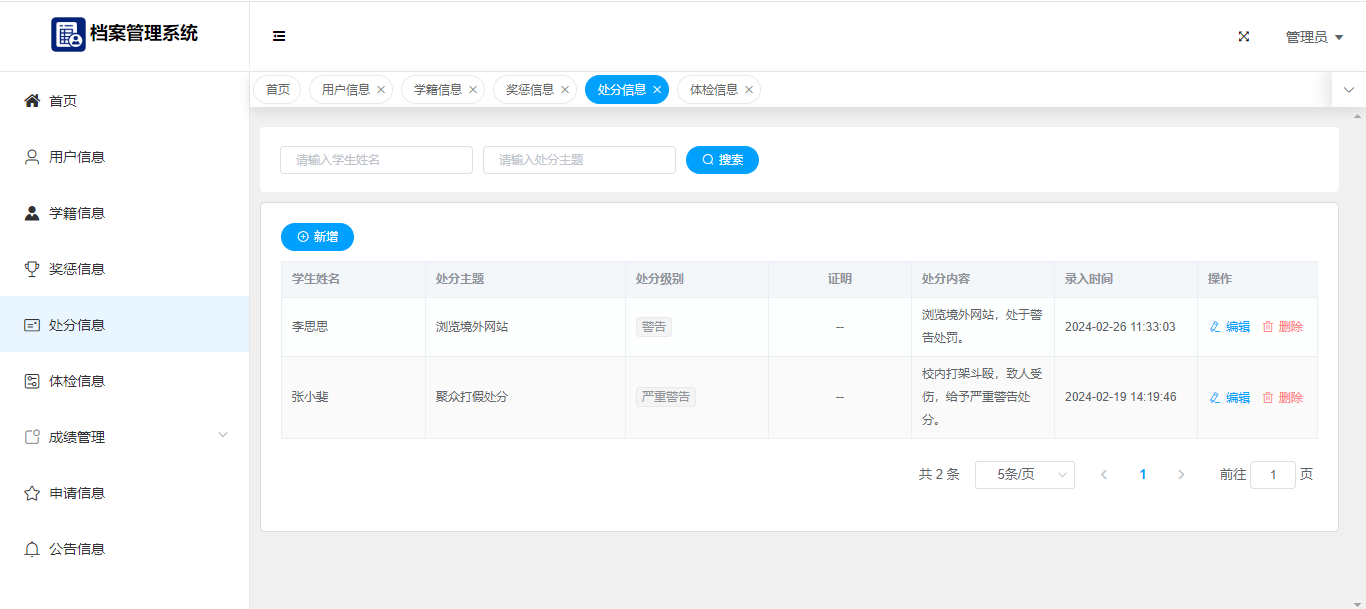 档案管理系统
管理员
首页
用户信息
学籍信息
奖惩信息
处分信息
体检信息
成绩管理
申请信息
公告信息
首页 用户信息 学籍信息 奖惩信息 处分信息 体检信息
请输入学生姓名 请输入处分主题 搜索
新增
学生姓名 处分主题 处分级别 证明 处分内容 录入时间 操作
李思思 浏览境外网站 警告 -- 浏览境外网站，处于警
告处罚。 2024-02-26 11:33:03 编辑 删除
张小斐 聚众打假处分 严重警告 -- 校内打架斗殴，致人受
伤，给予严重警告处
分。 2024-02-19 14:19:46 编辑 删除
共 2 条 5条/页 1 前往 1 页